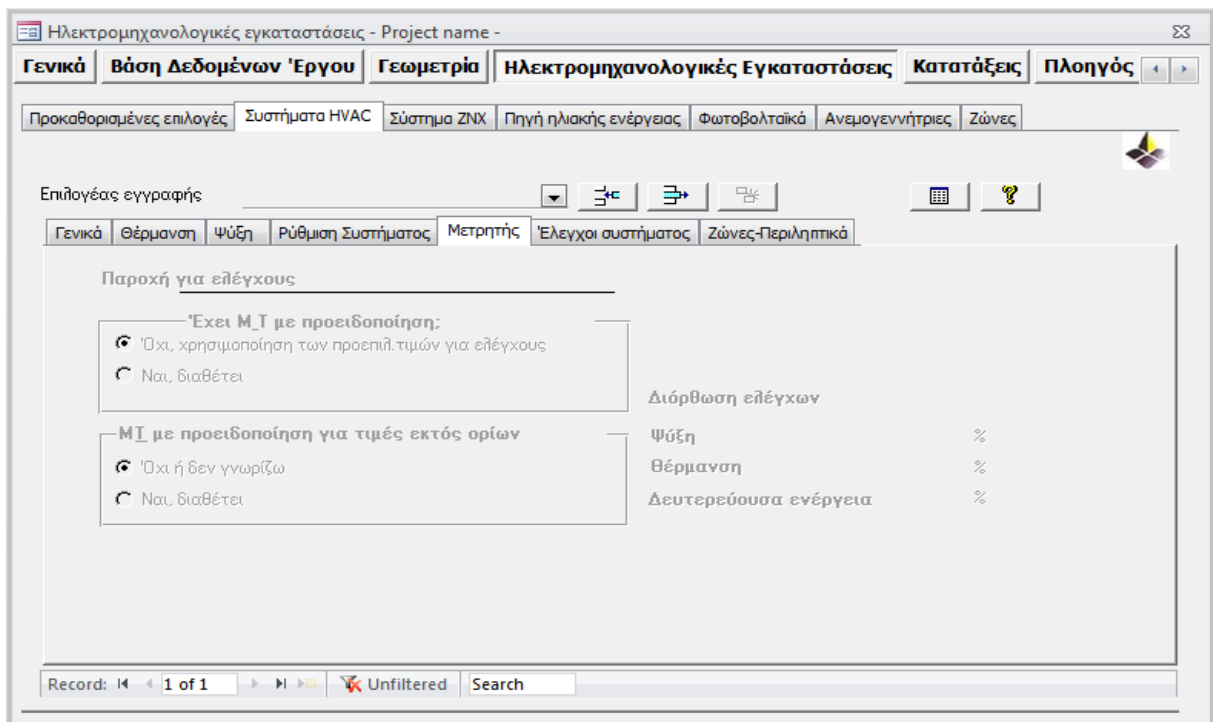 Ηλεκτρομηχανολογικές εγκαταστάσεις - Project name -
Γενικά Βάση Δεδομένων 'Εργου Γεωμετρία Ηλεκτρομηχανολογικές Εγκαταστάσεις Κατατάξεις Πλοηγός
Προκαθορισμένες επιλογές Συστήματα HVAC Σύστημα ΖΝΧ Πηγή ηλιακής ενέργειας Φωτοβολταϊκά Ανεμογεννήτριες Ζώνες
Επιλογέας εγγραφής
Γενικά Θέρμανση Ψύξη Ρύθμιση Συστήματος Μετρητής Έλεγχοι συστήματος Ζώνες-Περιληπτικά
Παροχή για ελέγχους
'Έχει Μ_Τ με προειδοποίηση;
'Όχι, χρησιμοποίηση των προεπιλ.τιμών για ελέγχους
Ναι, διαθέτει
Διόρθωση ελέγχων
ΜΤ με προειδοποίηση για τιμές εκτός ορίων
Ψύξη %
'Όχι ή δεν γνωρίζω
Θέρμανση %
Ναι, διαθέτει
Δευτερεύουσα ενέργεια %
Record: 1 of 1 Unfiltered Search